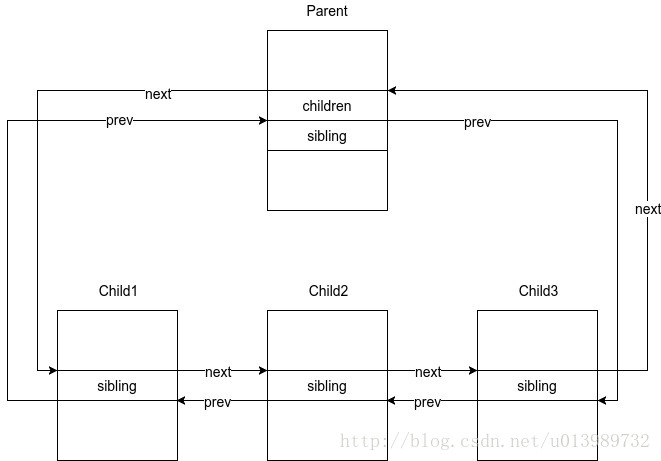 Parent
next
children
prev
prev
sibling
next
Child1
Child2
Child3
next
next
sibling
sibling
sibling
prev
prev
http://blog.csdn.net/u013989732